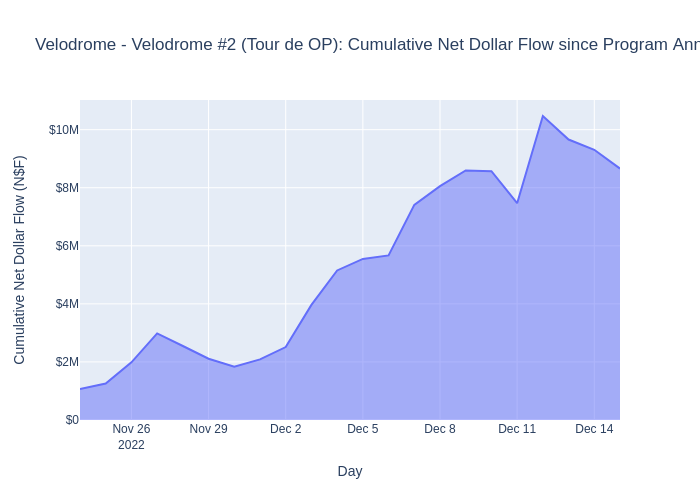 Velodrome - Velodrome #2 (Tour de OP): Cumulative Net Dollar Flow since Program Ann
Cumulative Net Dollar Flow (N$F)
$10M
$8M
$6M
$4M
$2M
$0
Nov 26 Nov 29 Dec 2 Dec 5 Dec 8 Dec 11 Dec 14
2022
Day